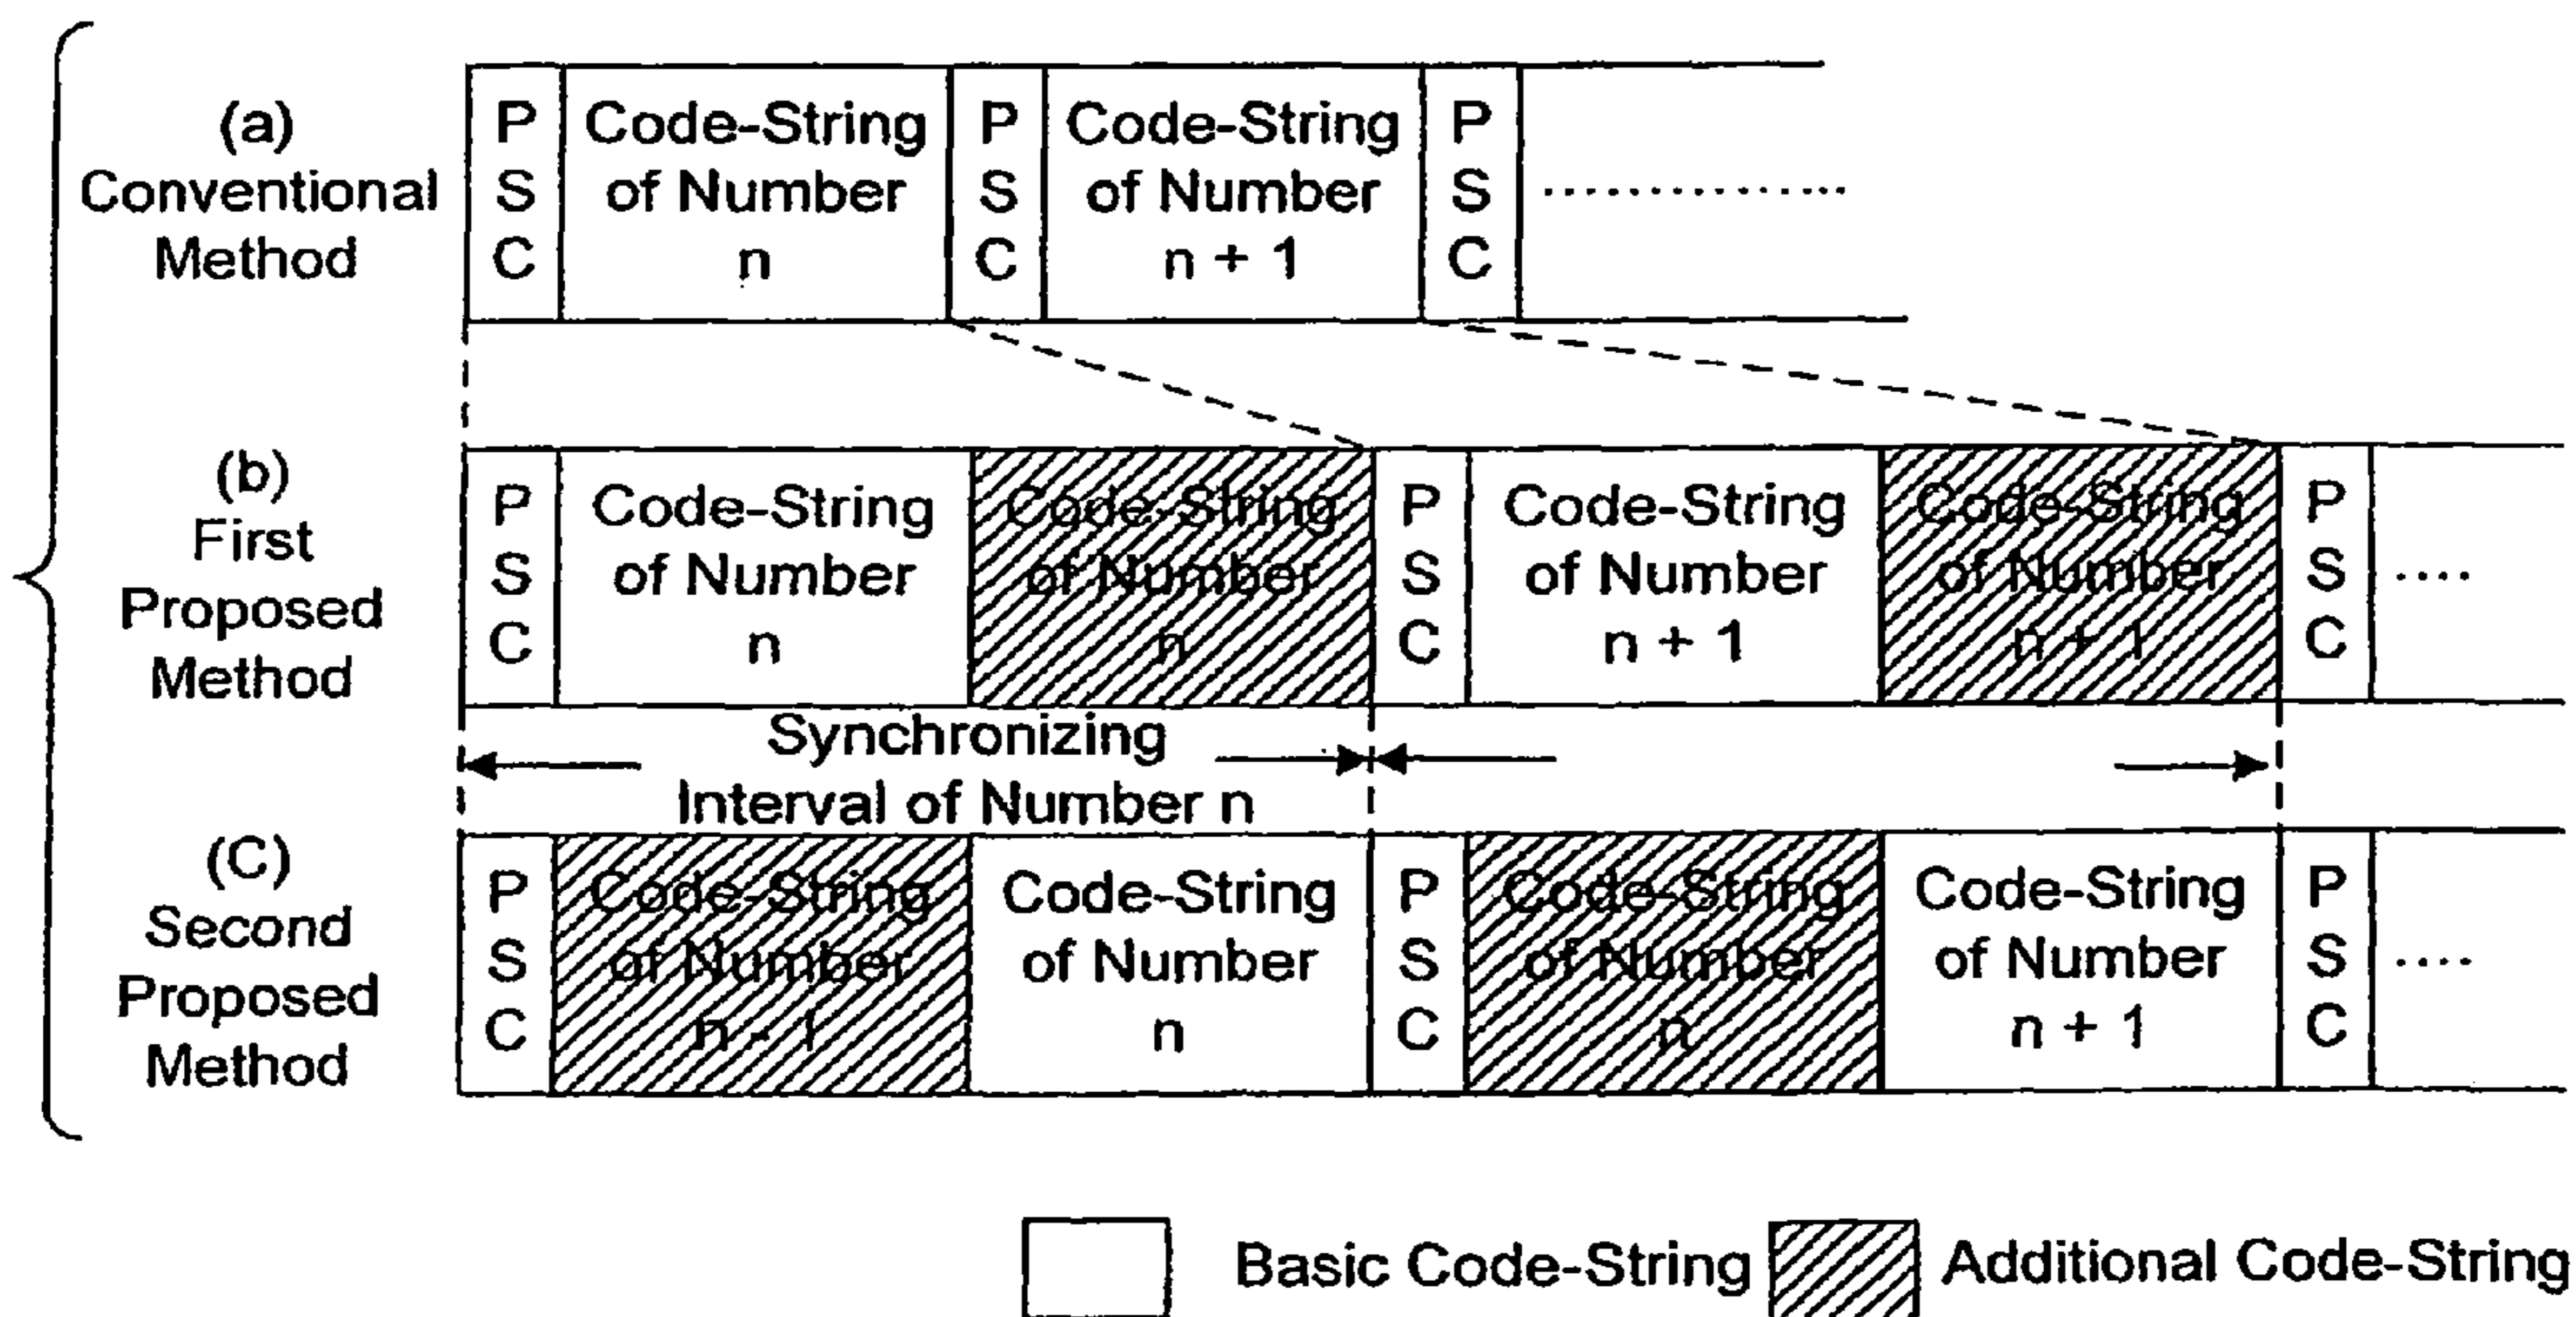 (a)
Conventional
Method
P
S
C
Code-String
of Number
n
P
S
C
Code-String
of Number
n + 1
P
S
C
(b)
First
Proposed
Method
P
S
C
Code-String
of Number
n
Code-String
of Number
n
P
S
C
Code-String
of Number
n + 1
Code-String
of Number
n + 1
P
S
C
Synchronizing
Interval of Number n
(C)
Second
Proposed
Method
P
S
C
Code-String
of Number
n - 1
Code-String
of Number
n
P
S
C
Code-String
of Number
n
Code-String
of Number
n + 1
P
S
C
Basic Code-String
Additional Code-String